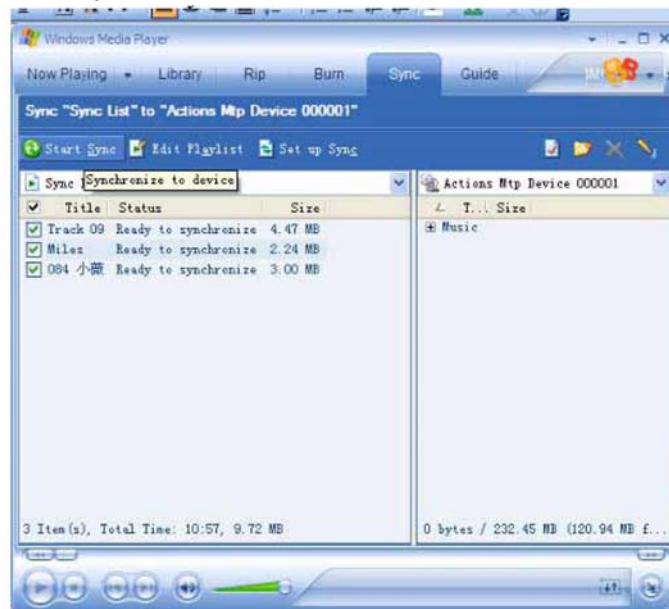 Windows Media Player
Now Playing Library Rip Burn Sync Guide
Sync "Sync List" to "Actions Mtp Device 000001"
Start Sync Edit Playlist Set up Sync
Sync Synchronize to device Actions Mtp Device 000001
Title Status Size T... Size
Track 09 Ready to synchronize 4.47 MB Music
Miles Ready to synchronize 2.24 MB
084 小薇 Ready to synchronize 3.00 MB
3 Item(s), Total Time: 10:57, 9.72 MB 0 bytes / 232.45 MB (120.94 MB f...